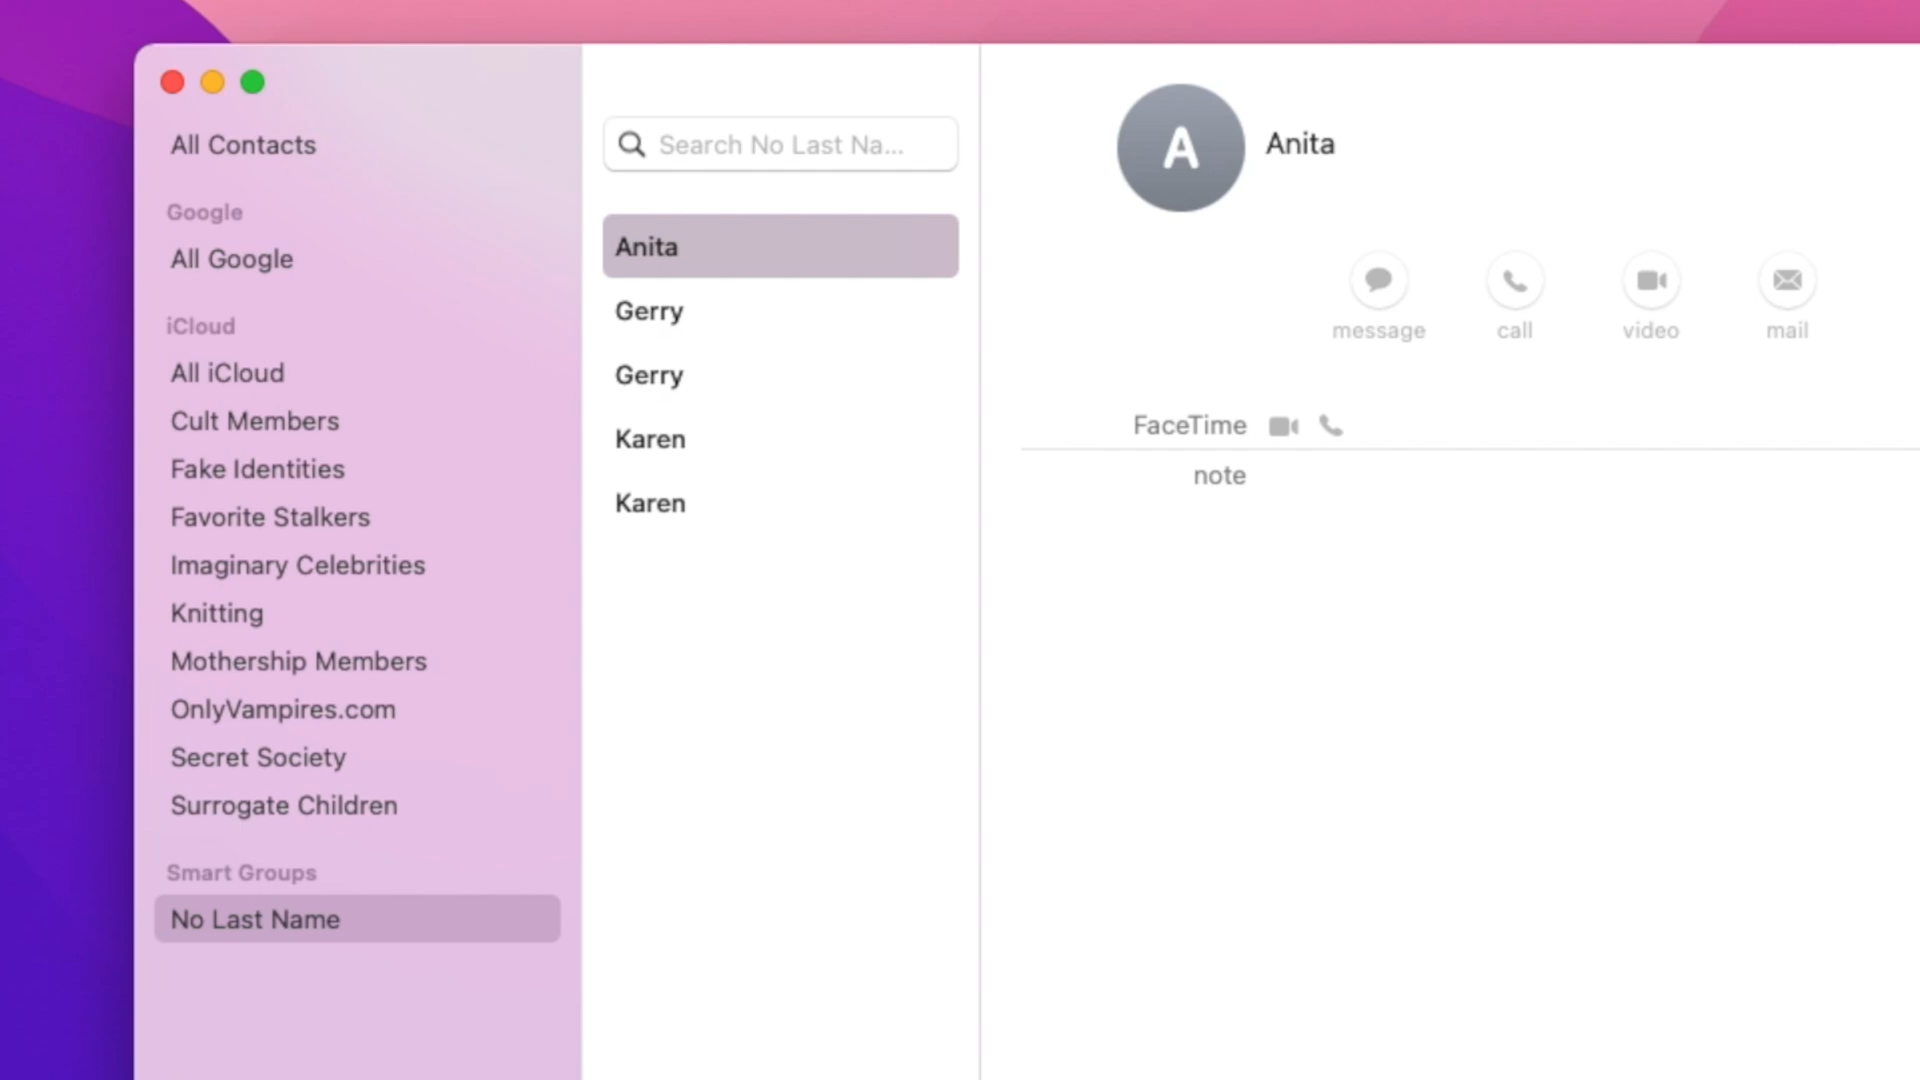 All Contacts
Google
All Google
iCloud
All iCloud
Cult Members
Fake Identities
Favorite Stalkers
Imaginary Celebrities
Knitting
Mothership Members
OnlyVampires.com
Secret Society
Surrogate Children
Smart Groups
No Last Name
Search No Last Na...
Anita
Gerry
Gerry
Karen
Karen
A
Anita
message call video mail
FaceTime
note